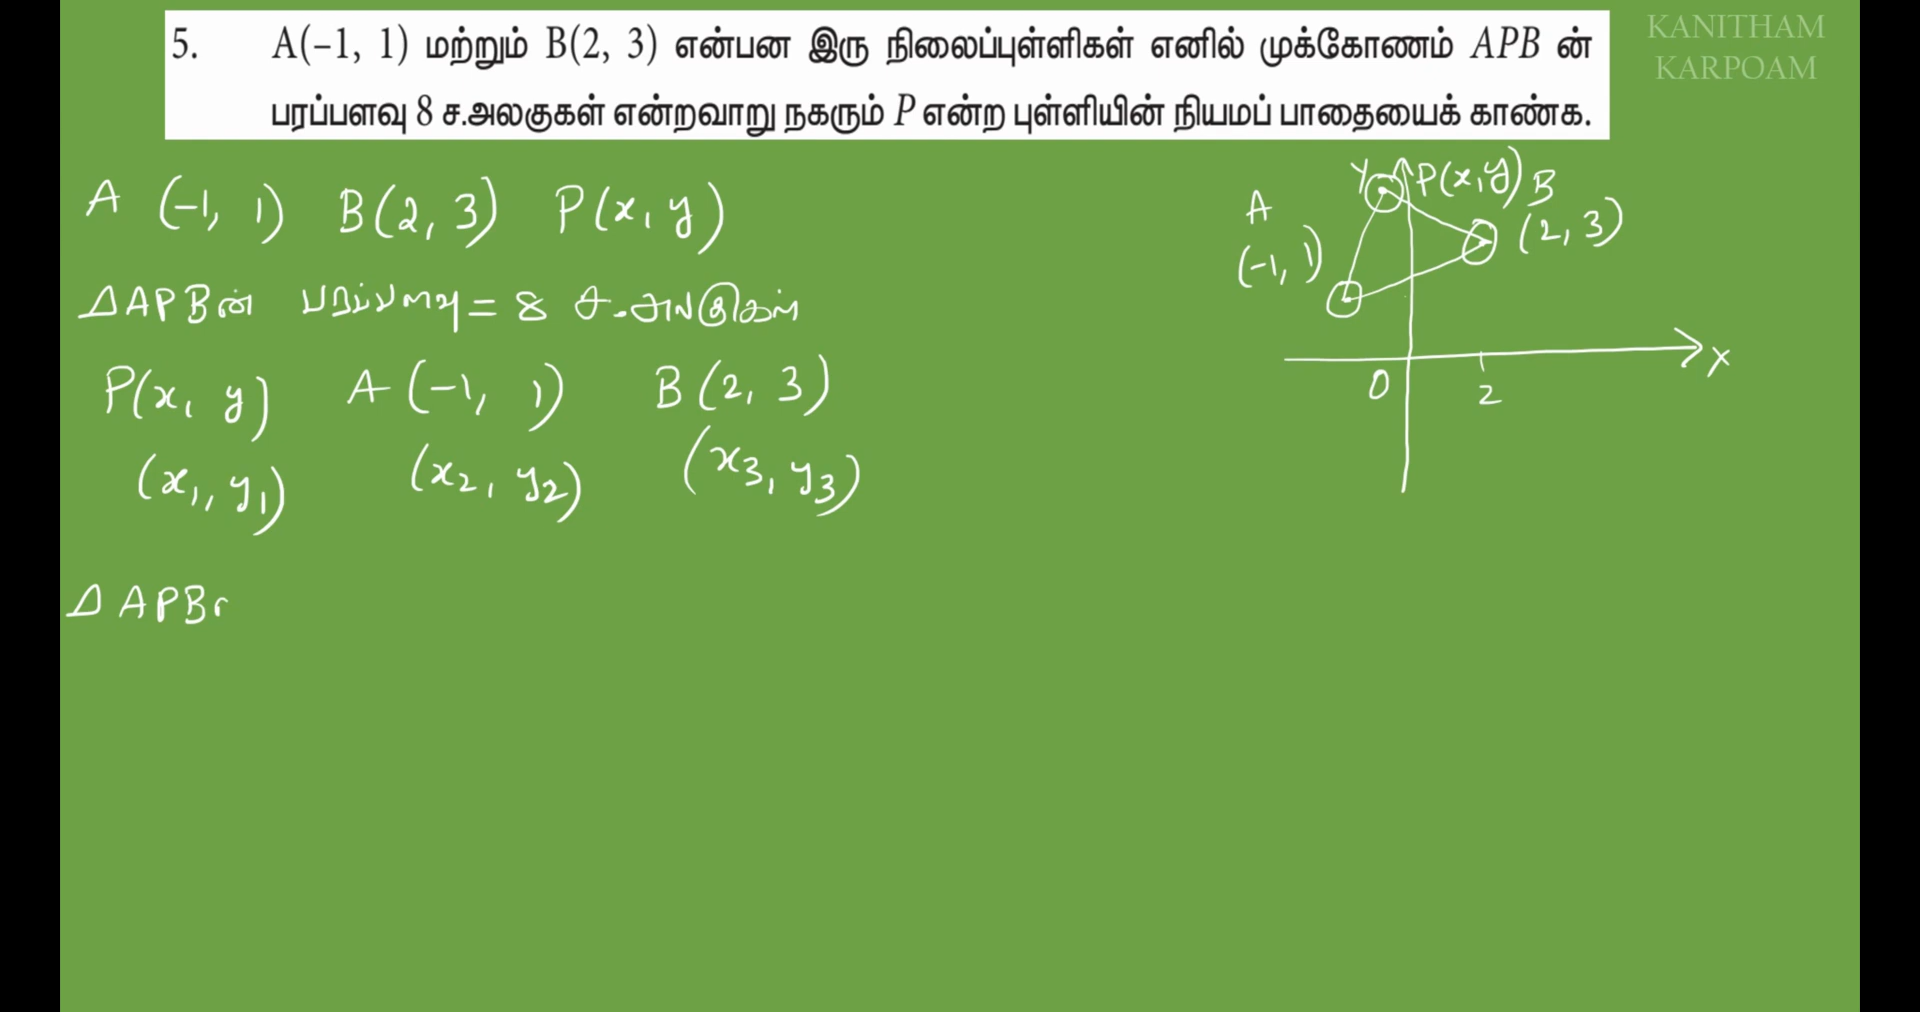 KANITHAM
KARPOAM
5. A(–1, 1) மற்றும் B(2, 3) என்பன இரு நிலைப்புள்ளிகள் எனில் முக்கோணம் APB ன்
பரப்பளவு 8 ச.அலகுகள் என்றவாறு நகரும் P என்ற புள்ளியின் நியமப் பாதையைக் காண்க.
A (-1, 1) B(2, 3) P(x, y)
ΔAPBன் பரப்பளவு = 8 ச.அலகுகள்
P(x, y) A(-1, 1) B(2, 3)
(x₁, y₁) (x₂, y₂) (x₃, y₃)
Δ APB
Y P(x, y) B
A (2, 3)
(-1, 1)
X
0 2